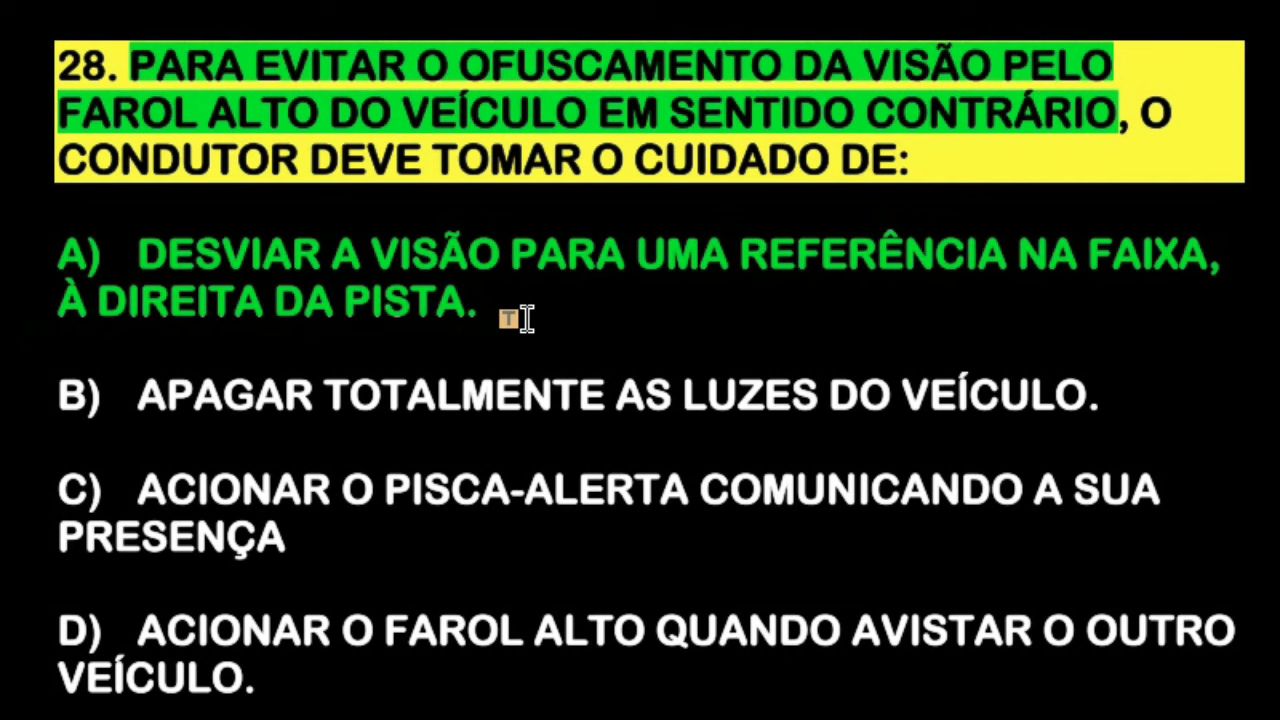 28. PARA EVITAR O OFUSCAMENTO DA VISÃO PELO
FAROL ALTO DO VEÍCULO EM SENTIDO CONTRÁRIO, O
CONDUTOR DEVE TOMAR O CUIDADO DE:
A) DESVIAR A VISÃO PARA UMA REFERÊNCIA NA FAIXA,
À DIREITA DA PISTA.
T
B) APAGAR TOTALMENTE AS LUZES DO VEÍCULO.
C) ACIONAR O PISCA-ALERTA COMUNICANDO A SUA
PRESENÇA
D) ACIONAR O FAROL ALTO QUANDO AVISTAR O OUTRO
VEÍCULO.